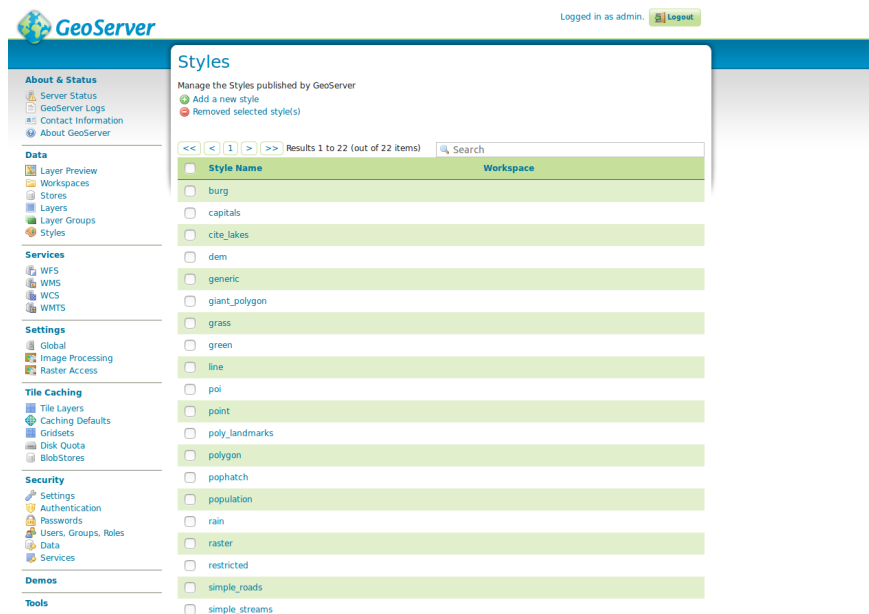 GeoServer
Logged in as admin.
Logout
About & Status
Server Status
GeoServer Logs
Contact Information
About GeoServer
Data
Layer Preview
Workspaces
Stores
Layers
Layer Groups
Styles
Services
WFS
WMS
WCS
WMTS
Settings
Global
Image Processing
Raster Access
Tile Caching
Tile Layers
Caching Defaults
Gridsets
Disk Quota
BlobStores
Security
Settings
Authentication
Passwords
Users, Groups, Roles
Data
Services
Demos
Tools
Styles
Manage the Styles published by GeoServer
Add a new style
Removed selected style(s)
<< < 1 > >> Results 1 to 22 (out of 22 items) Search
Style Name Workspace
burg
capitals
cite_lakes
dem
generic
giant_polygon
grass
green
line
poi
point
poly_landmarks
polygon
pophatch
population
rain
raster
restricted
simple_roads
simple_streams